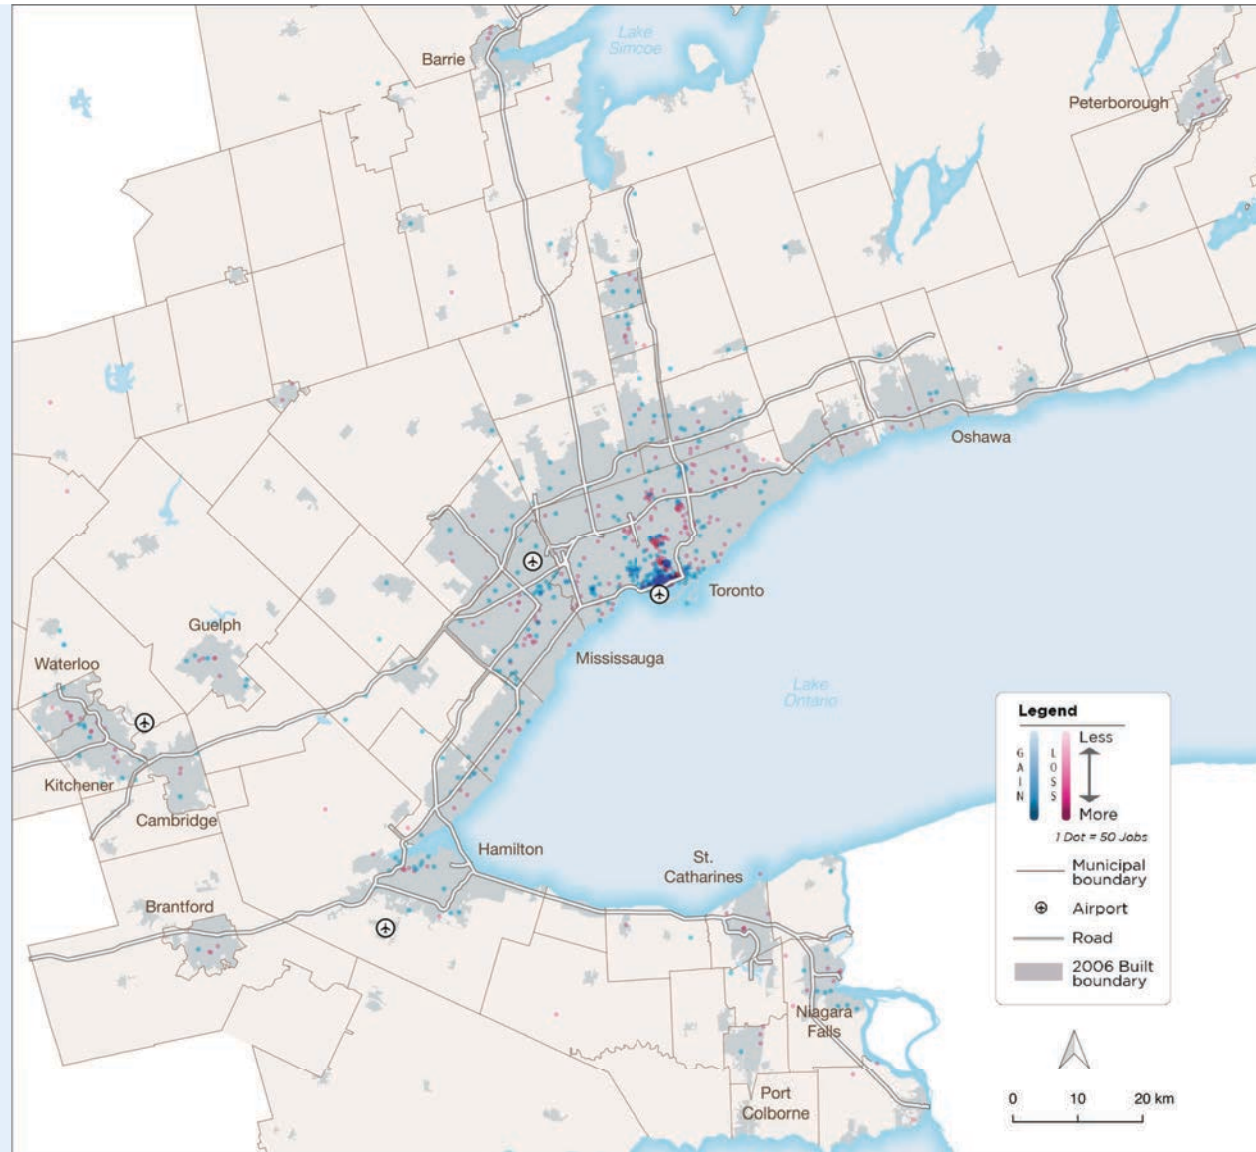 Lake
Simcoe
Barrie
Peterborough
Oshawa
Toronto
Guelph
Waterloo
Mississauga
Lake
Ontario
Kitchener
Cambridge
Hamilton
St.
Catharines
Brantford
Niagara
Falls
Port
Colborne
Legend
GAIN
LOSS
Less
More
1 Dot = 50 Jobs
Municipal
boundary
Airport
Road
2006 Built
boundary
0 10 20 km